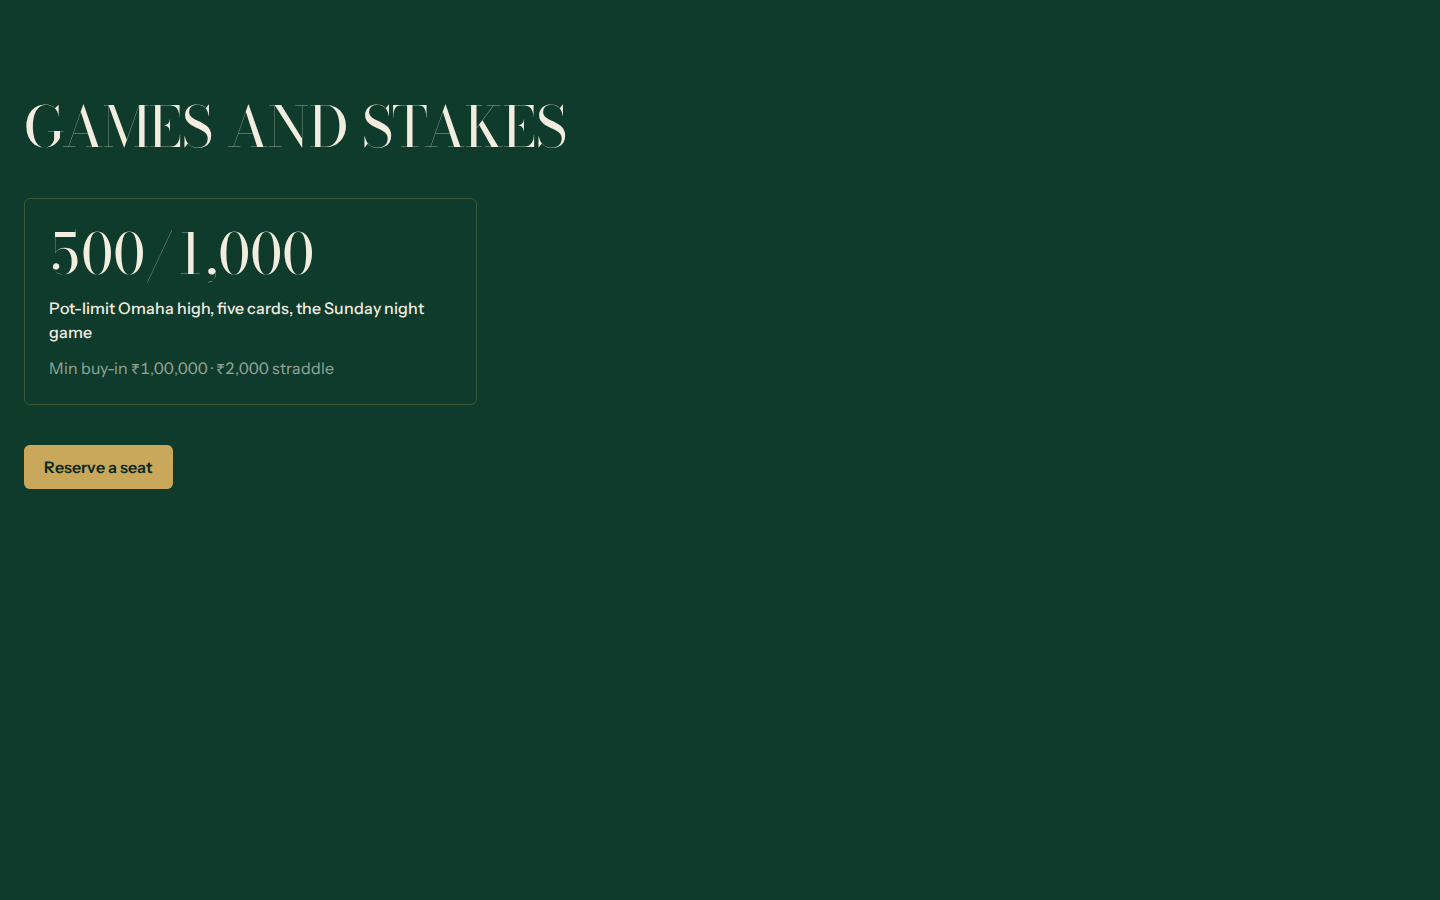 GAMES AND STAKES
500/1,000
Pot-limit Omaha high, five cards, the Sunday night
game
Min buy-in ₹1,00,000 · ₹2,000 straddle
Reserve a seat